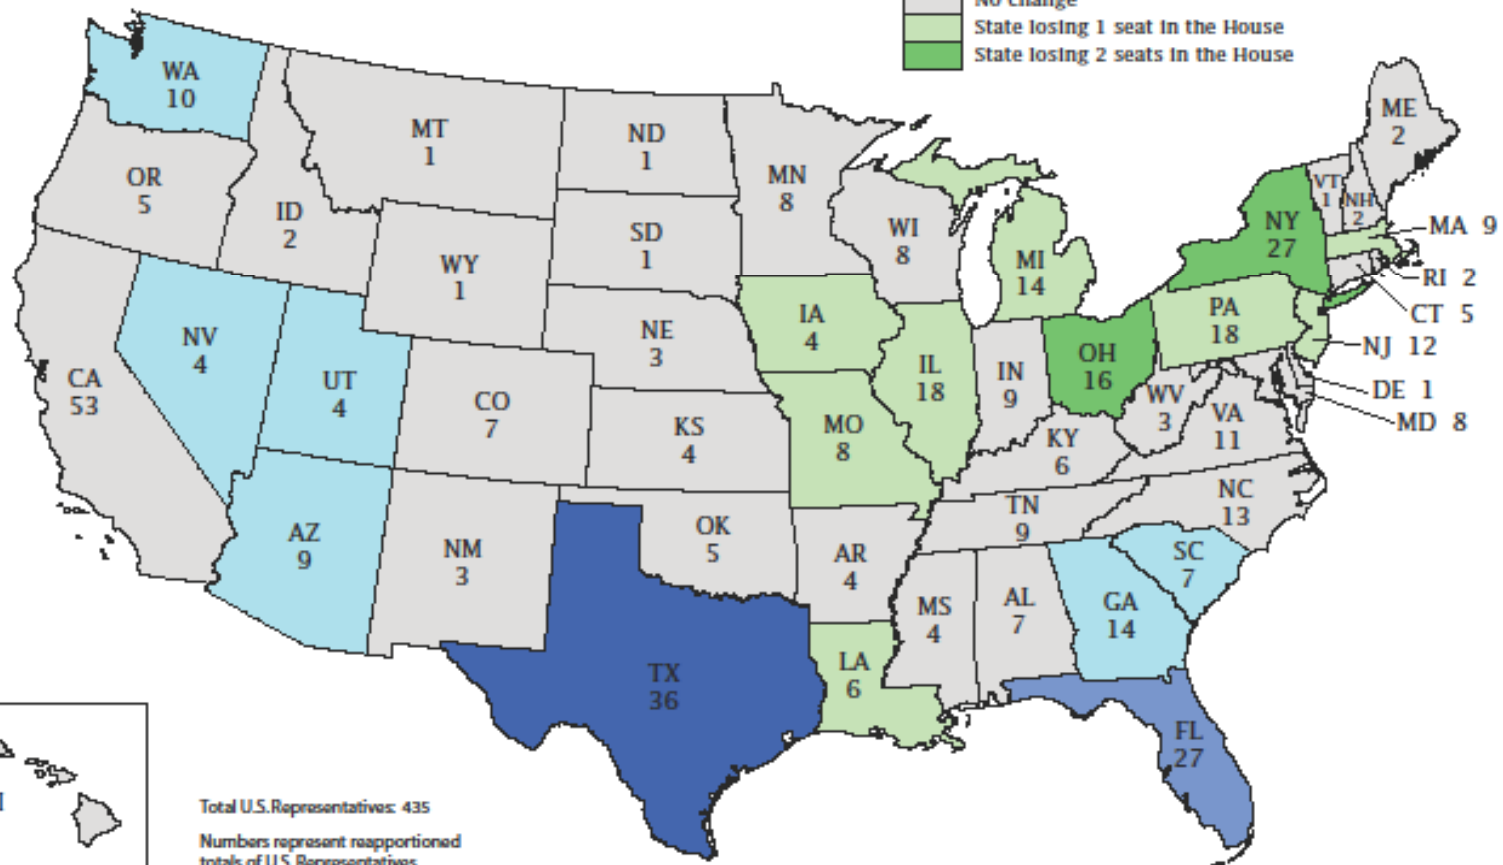 No change
State losing 1 seat in the House
State losing 2 seats in the House
WA
10
MT
1
ND
1
MN
8
ME
2
OR
5
ID
2
WY
1
SD
1
WI
8
MI
14
NY
27
VT
1
NH
2
MA 9
RI 2
CT 5
NJ 12
DE 1
MD 8
NV
4
UT
4
CA
53
CO
7
NE
3
IA
4
IL
18
IN
9
OH
16
PA
18
WV
3
VA
11
KS
4
MO
8
KY
6
AZ
9
NM
3
OK
5
AR
4
TN
9
NC
13
SC
7
MS
4
AL
7
GA
14
TX
36
LA
6
FL
27
Total U.S. Representatives: 435
Numbers represent reapportioned
totals of U.S. Representatives